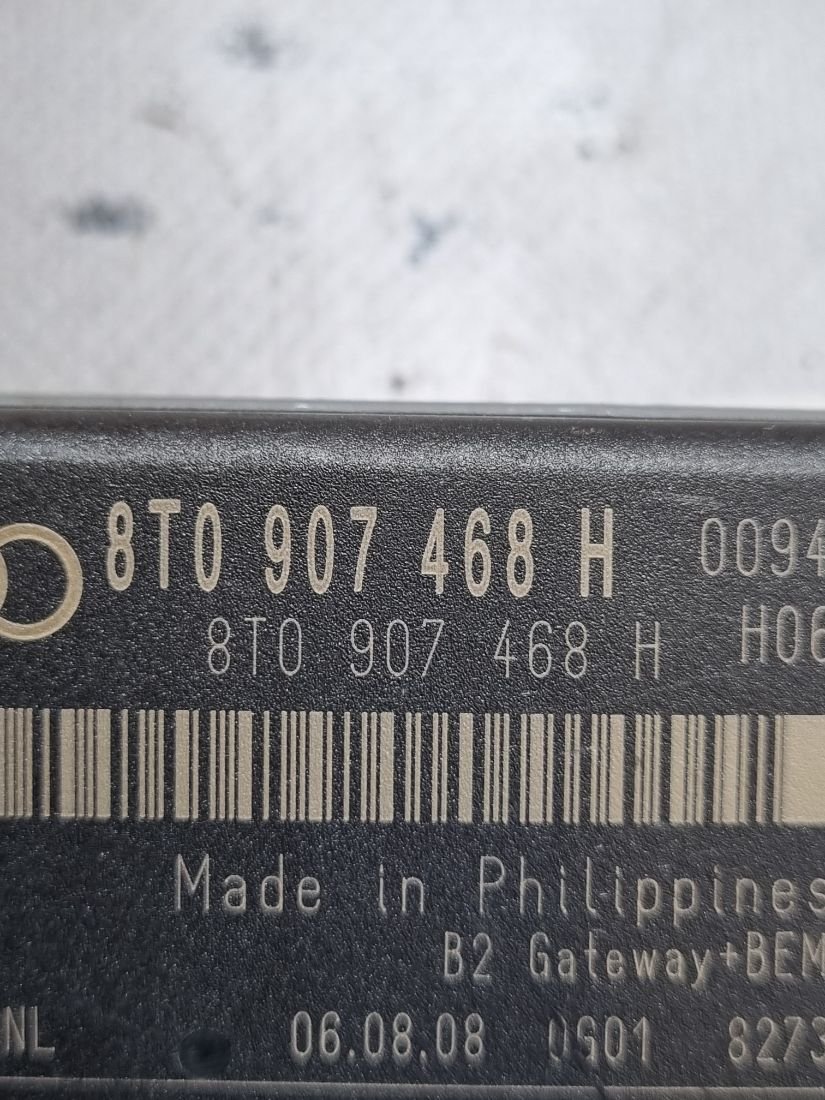 8T0 907 468 H 0094
8T0 907 468 H H06
Made in Philippines
B2 Gateway+BEM
NL 06.08.08 0G01 8273